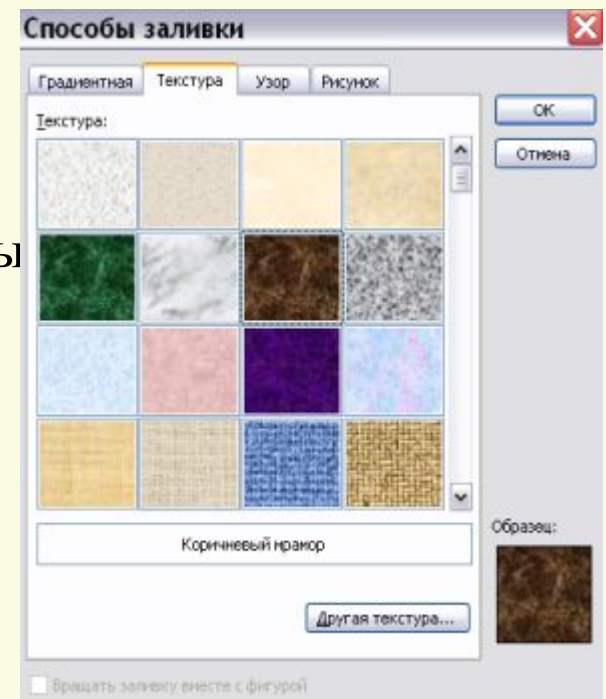 Способы заливки
Градиентная Текстура Узор Рисунок
Текстура:
ОК
Отмена
ы
Коричневый мрамор
Образец:
Другая текстура...
Вращать заливку вместе с фигурой